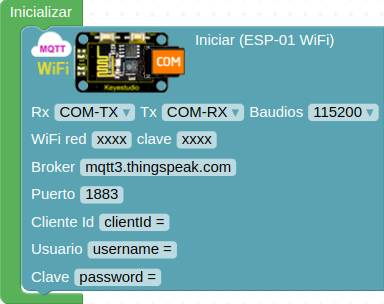 Inicializar
MQTT
WiFi
COM
Keyestudio
Iniciar (ESP-01 WiFi)
Rx COM-TX Tx COM-RX Baudios 115200
WiFi red xxxx clave xxxx
Broker mqtt3.thingspeak.com
Puerto 1883
Cliente Id clientId =
Usuario username =
Clave password =